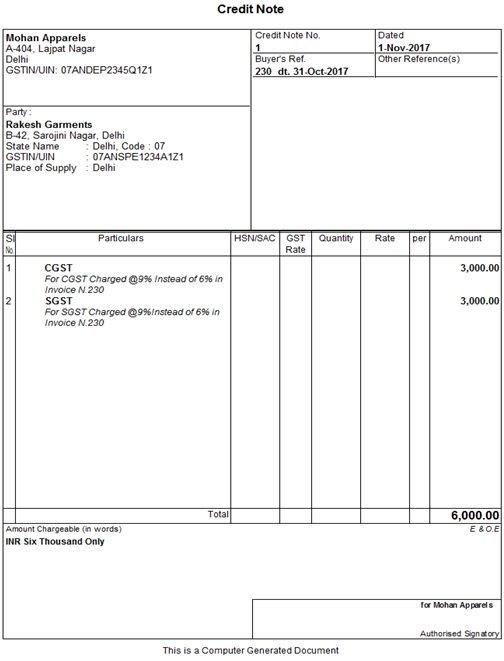 Credit Note
Mohan Apparels
A-404, Lajpat Nagar
Delhi
GSTIN/UIN: 07ANDEP2345Q1Z1
Credit Note No.
1
Dated
1-Nov-2017
Buyer's Ref.
230 dt. 31-Oct-2017
Other Reference(s)
Party :
Rakesh Garments
B-42, Sarojini Nagar, Delhi
State Name : Delhi, Code : 07
GSTIN/UIN : 07ANSPE1234A1Z1
Place of Supply : Delhi
Sl No. Particulars HSN/SAC GST Rate Quantity Rate per Amount
1 CGST 3,000.00
For CGST Charged @9% Instead of 6% in
Invoice N.230
2 SGST 3,000.00
For SGST Charged @9%Instead of 6% in
Invoice N.230
Total 6,000.00
Amount Chargeable (in words) E & O.E
INR Six Thousand Only
for Mohan Apparels
Authorised Signatory
This is a Computer Generated Document